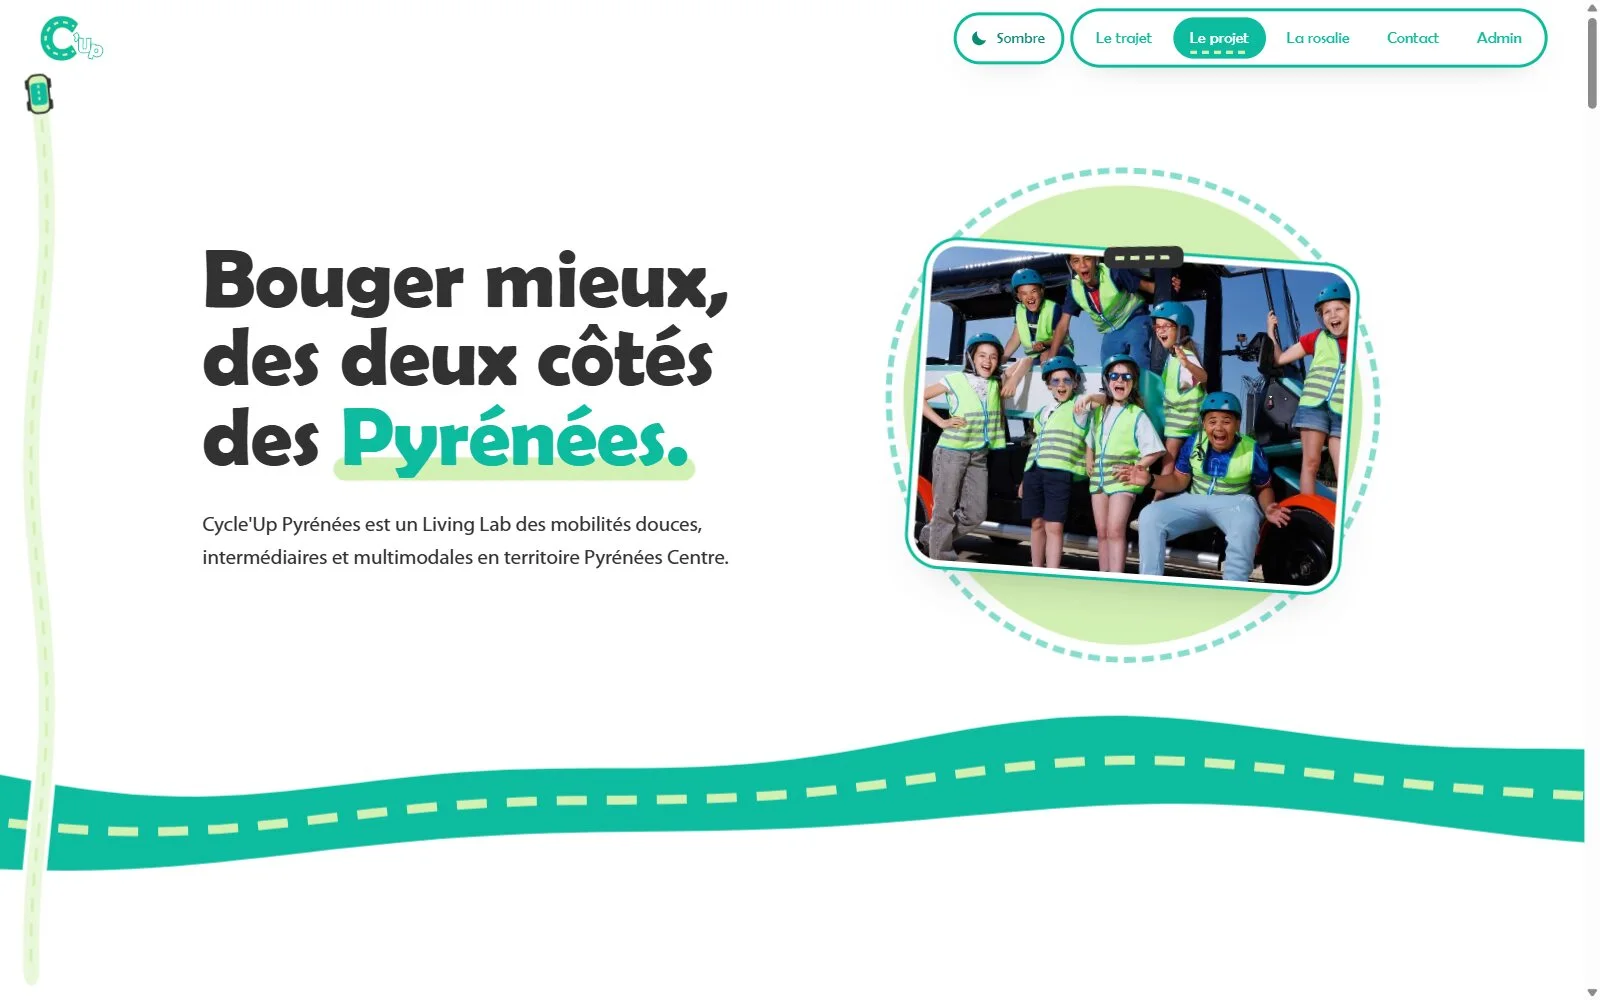 C'Up
Sombre
Le trajet
Le projet
La rosalie
Contact
Admin
Bouger mieux,
des deux côtés
des Pyrénées.
Cycle'Up Pyrénées est un Living Lab des mobilités douces,
intermédiaires et multimodales en territoire Pyrénées Centre.